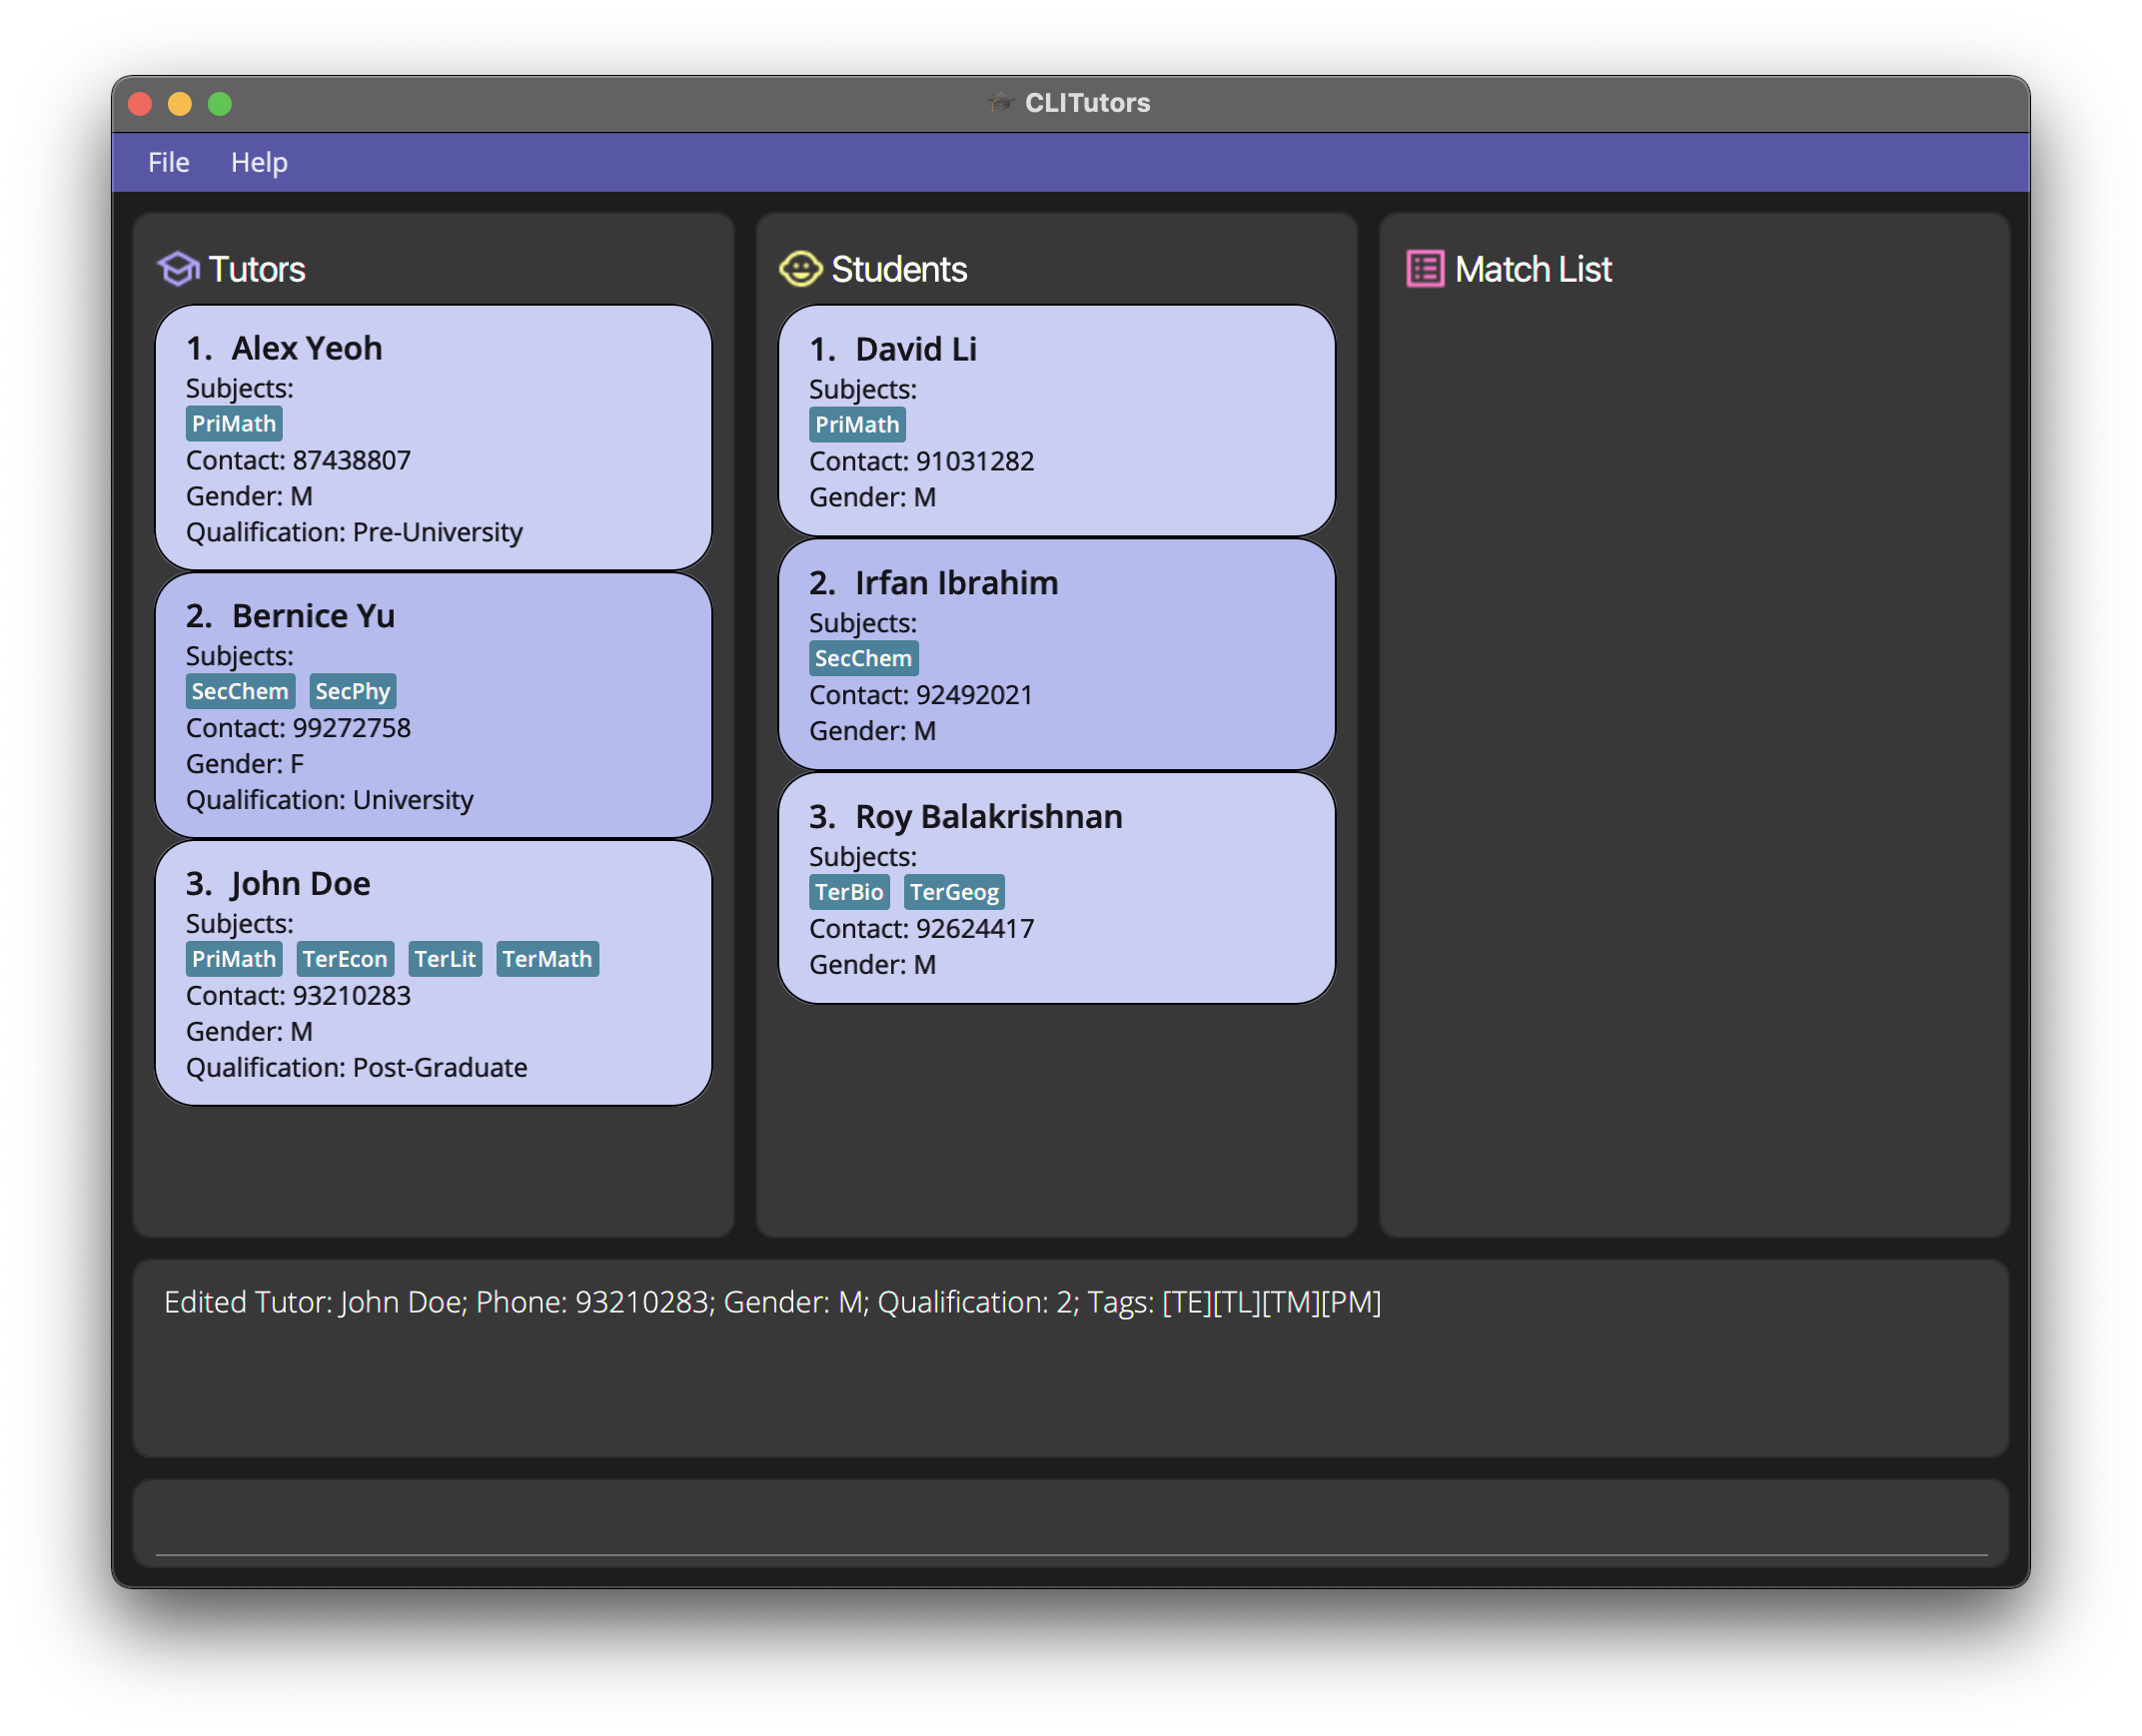 CLITutors
File Help
Tutors
1. Alex Yeoh
Subjects:
PriMath
Contact: 87438807
Gender: M
Qualification: Pre-University
2. Bernice Yu
Subjects:
SecChem SecPhy
Contact: 99272758
Gender: F
Qualification: University
3. John Doe
Subjects:
PriMath TerEcon TerLit TerMath
Contact: 93210283
Gender: M
Qualification: Post-Graduate
Students
1. David Li
Subjects:
PriMath
Contact: 91031282
Gender: M
2. Irfan Ibrahim
Subjects:
SecChem
Contact: 92492021
Gender: M
3. Roy Balakrishnan
Subjects:
TerBio TerGeog
Contact: 92624417
Gender: M
Match List
Edited Tutor: John Doe; Phone: 93210283; Gender: M; Qualification: 2; Tags: [TE][TL][TM][PM]